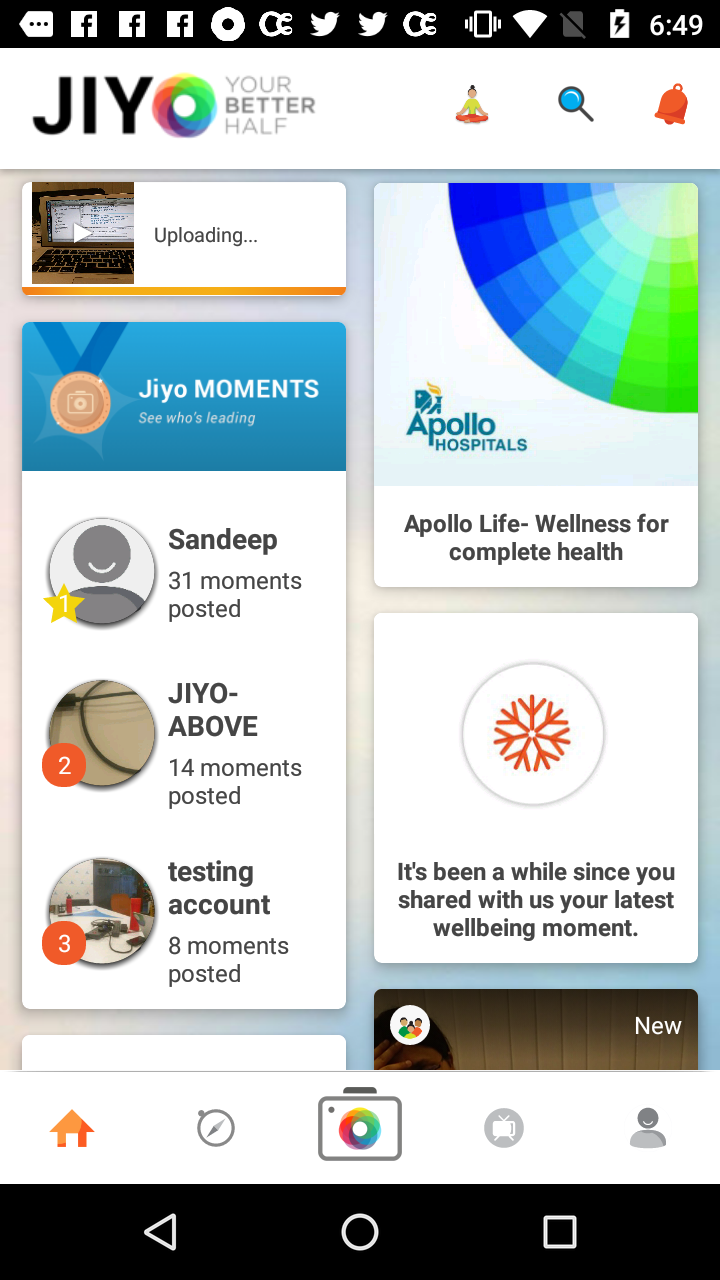 6:49
JIYO YOUR
BETTER
HALF
Uploading...
Jiyo MOMENTS
See who's leading
Sandeep
31 moments
posted
1
JIYO-
ABOVE
14 moments
posted
2
testing
account
8 moments
posted
3
Apollo
HOSPITALS
Apollo Life- Wellness for
complete health
It's been a while since you
shared with us your latest
wellbeing moment.
New